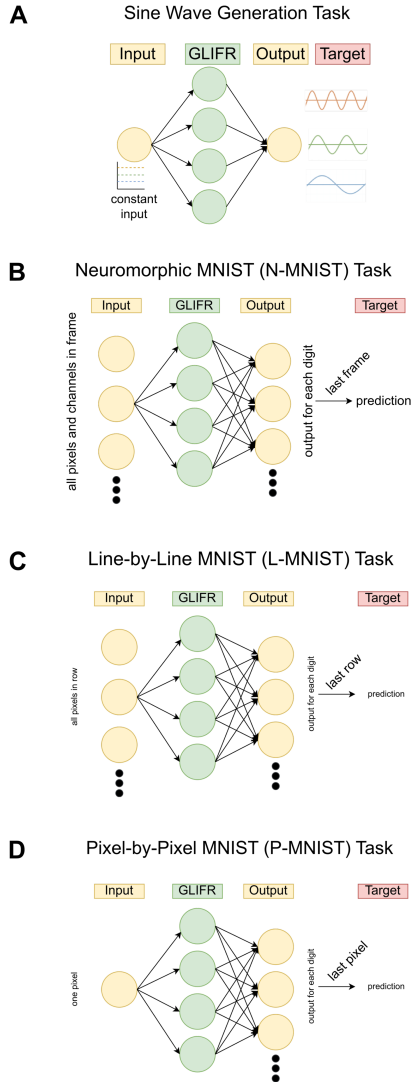 A
Sine Wave Generation Task
Input
GLIFR
Output
Target
constant
input
B
Neuromorphic MNIST (N-MNIST) Task
Input
GLIFR
Output
Target
all pixels and channels in frame
output for each digit
last frame
prediction
C
Line-by-Line MNIST (L-MNIST) Task
Input
GLIFR
Output
Target
all pixels in row
output for each digit
last row
prediction
D
Pixel-by-Pixel MNIST (P-MNIST) Task
Input
GLIFR
Output
Target
one pixel
output for each digit
last pixel
prediction